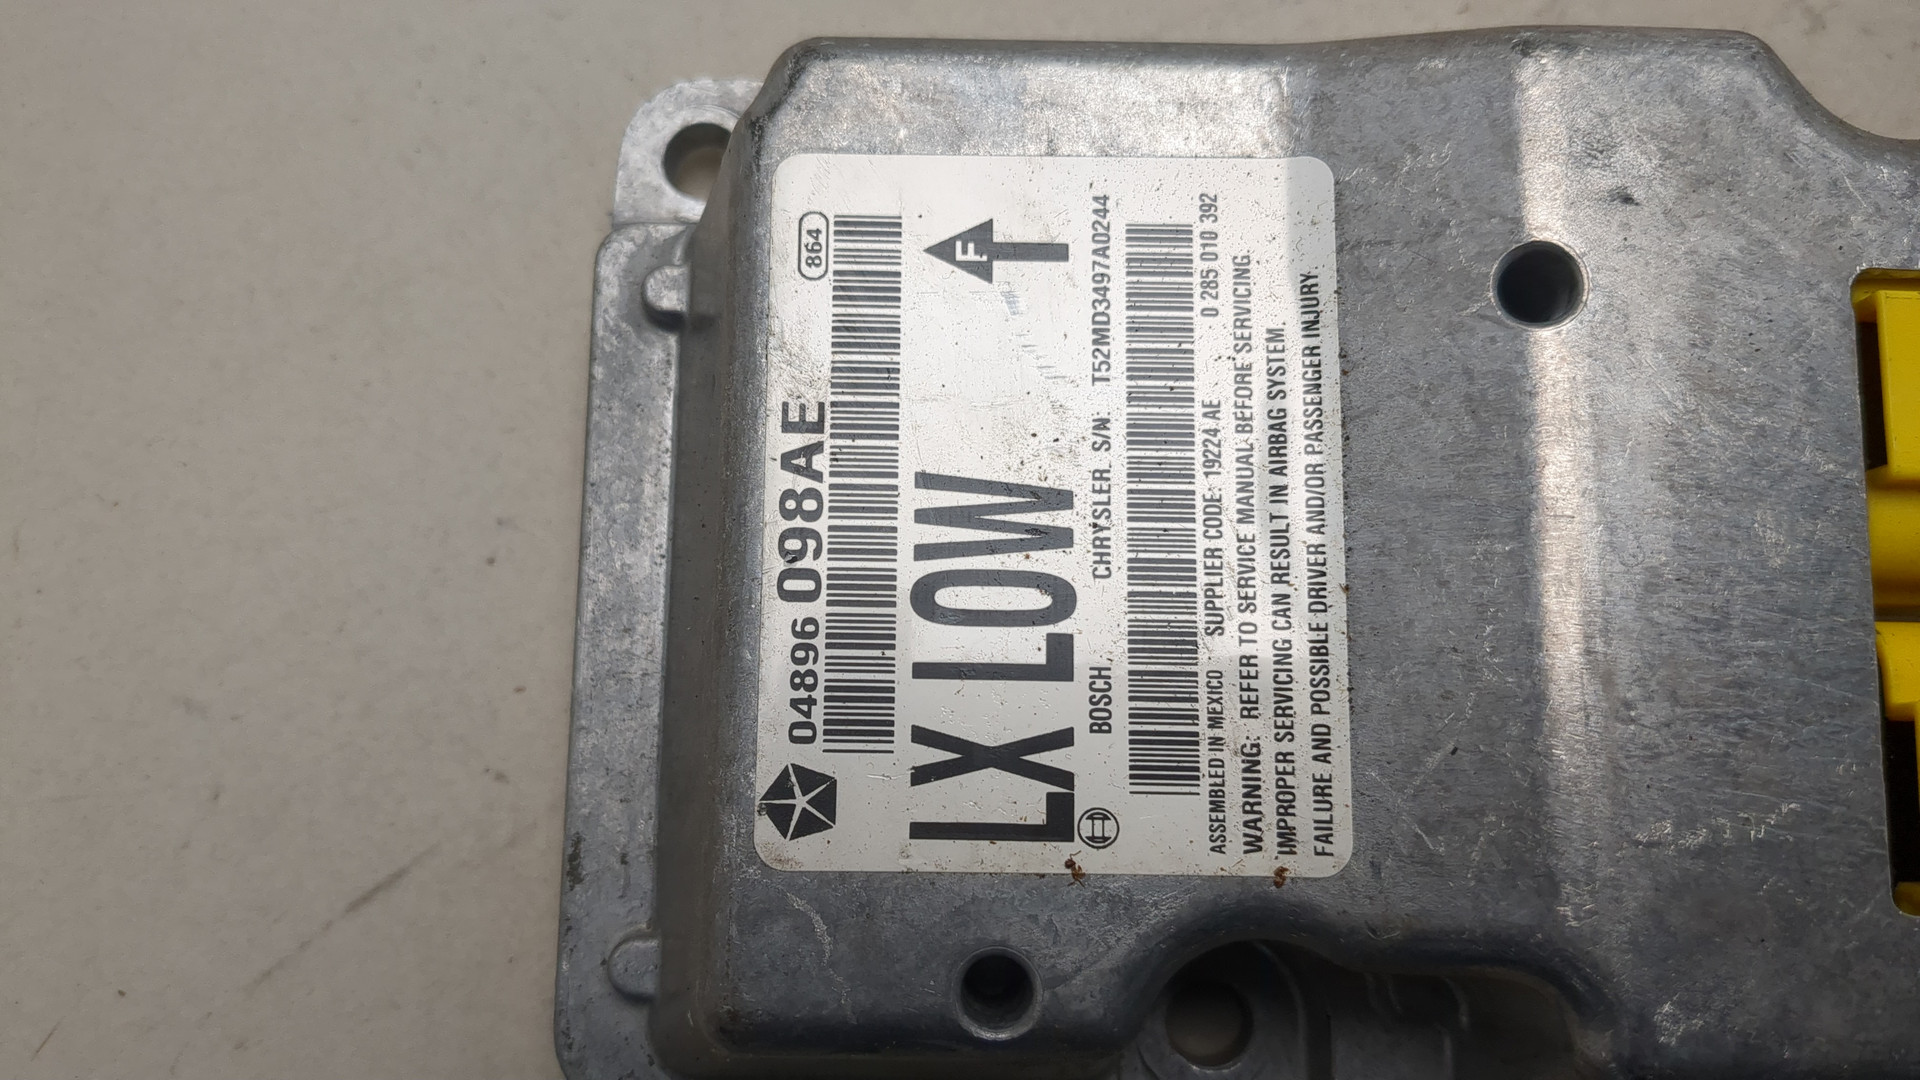 04896 098AE 864
LX LOW F
BOSCH CHRYSLER S/N: T52MD3497A0244
ASSEMBLED IN MEXICO SUPPLIER CODE: 19224 AE 0 285 010 392
WARNING: REFER TO SERVICE MANUAL BEFORE SERVICING.
IMPROPER SERVICING CAN RESULT IN AIRBAG SYSTEM.
FAILURE AND POSSIBLE DRIVER AND/OR PASSENGER INJURY.